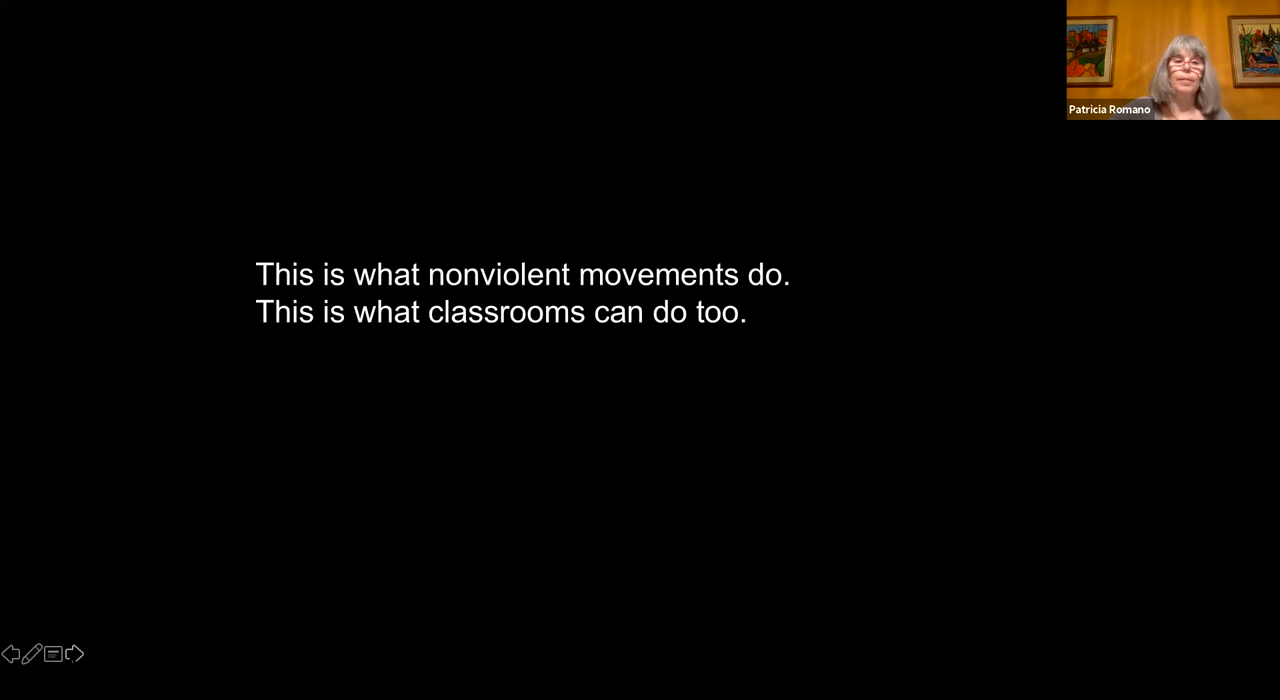 Patricia Romano
This is what nonviolent movements do.
This is what classrooms can do too.